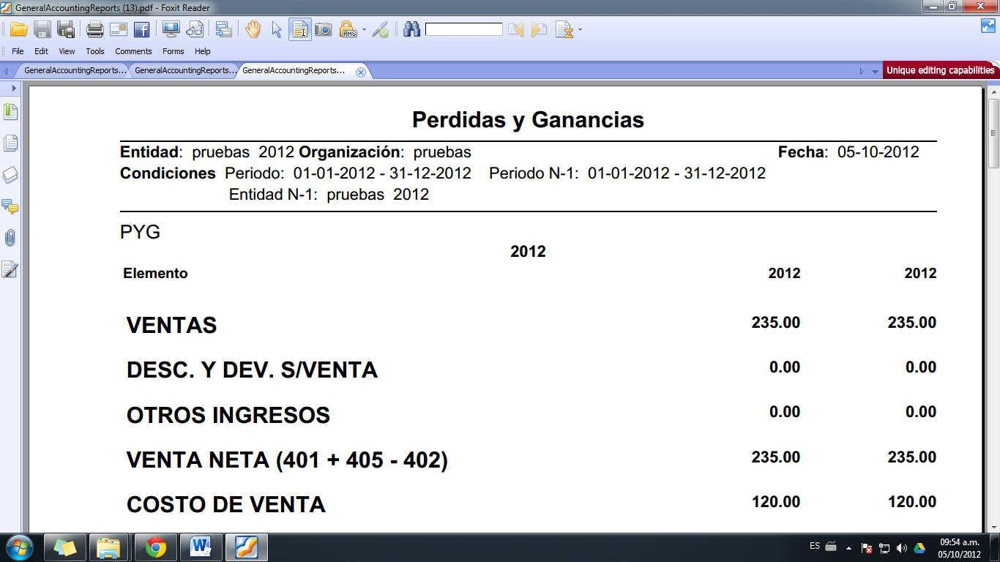 GeneralAccountingReports (13).pdf - Foxit Reader
RMS
File Edit View Tools Comments Forms Help
GeneralAccountingReports... GeneralAccountingReports... GeneralAccountingReports... Unique editing capabilities
Perdidas y Ganancias
Entidad: pruebas 2012 Organización: pruebas Fecha: 05-10-2012
Condiciones Periodo: 01-01-2012 - 31-12-2012 Periodo N-1: 01-01-2012 - 31-12-2012
Entidad N-1: pruebas 2012
PYG
2012
Elemento 2012 2012
VENTAS 235.00 235.00
DESC. Y DEV. S/VENTA 0.00 0.00
OTROS INGRESOS 0.00 0.00
VENTA NETA (401 + 405 - 402) 235.00 235.00
COSTO DE VENTA 120.00 120.00
ES 09:54 a.m.
05/10/2012